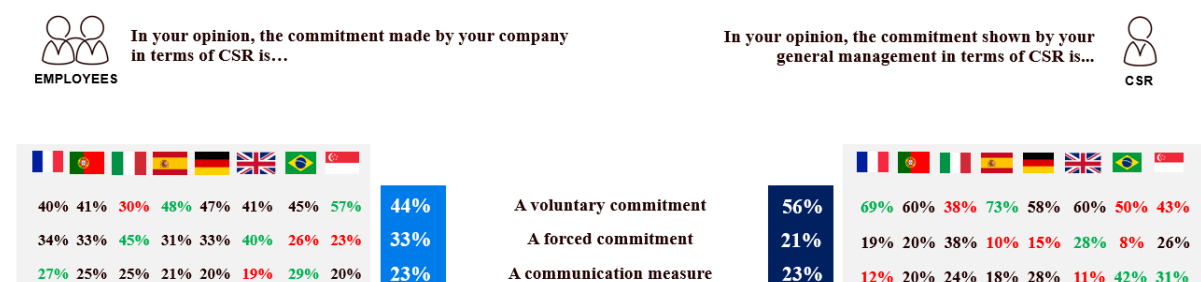 In your opinion, the commitment made by your company
in terms of CSR is…
EMPLOYEES
In your opinion, the commitment shown by your
general management in terms of CSR is...
CSR
40% 41% 30% 48% 47% 41% 45% 57% 44% A voluntary commitment 56% 69% 60% 38% 73% 58% 60% 50% 43%
34% 33% 45% 31% 33% 40% 26% 23% 33% A forced commitment 21% 19% 20% 38% 10% 15% 28% 8% 26%
27% 25% 25% 21% 20% 19% 29% 20% 23% A communication measure 23% 12% 20% 24% 18% 28% 11% 42% 31%